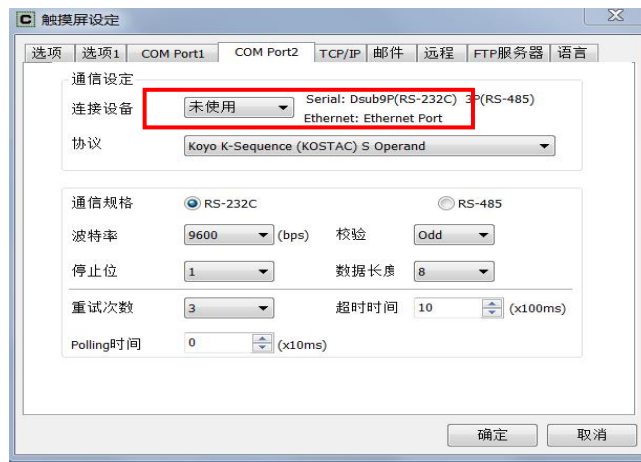 C 触摸屏设定
选项 选项1 COM Port1 COM Port2 TCP/IP 邮件 远程 FTP服务器 语言
通信设定
连接设备 未使用 Serial: Dsub9P(RS-232C) 3P(RS-485)
Ethernet: Ethernet Port
协议 Koyo K-Sequence (KOSTAC) S Operand
通信规格 RS-232C RS-485
波特率 9600 (bps) 校验 Odd
停止位 1 数据长度 8
重试次数 3 超时时间 10 (x100ms)
Polling时间 0 (x10ms)
确定 取消